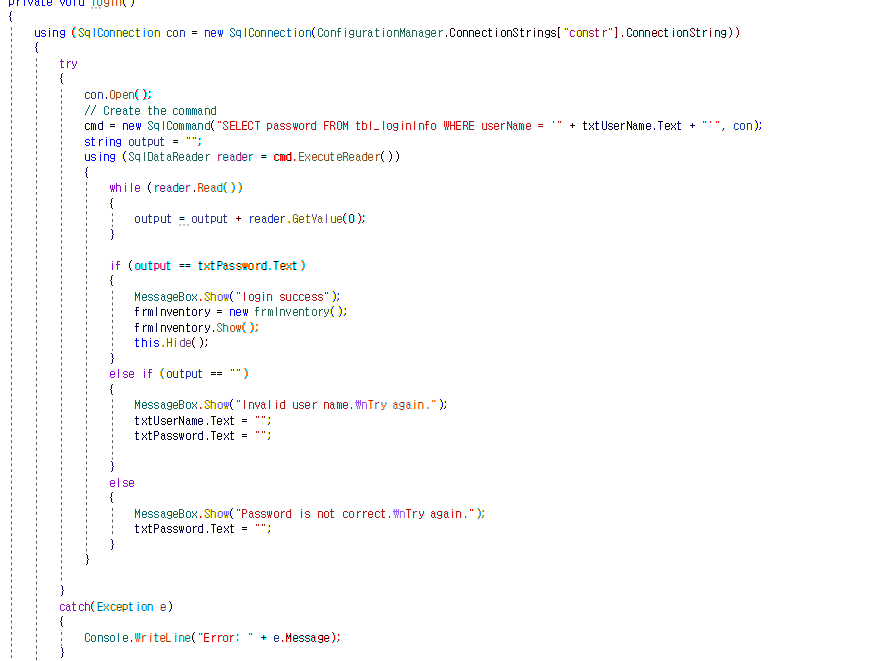 private void login()
{
using (SqlConnection con = new SqlConnection(ConfigurationManager.ConnectionStrings["constr"].ConnectionString))
{
try
{
con.Open();
// Create the command
cmd = new SqlCommand("SELECT password FROM tbl_loginInfo WHERE userName = '" + txtUserName.Text + "'", con);
string output = "";
using (SqlDataReader reader = cmd.ExecuteReader())
{
while (reader.Read())
{
output = output + reader.GetValue(0);
}
if (output == txtPassword.Text)
{
MessageBox.Show("login success");
frmInventory = new frmInventory();
frmInventory.Show();
this.Hide();
}
else if (output == "")
{
MessageBox.Show("Invalid user name.₩nTry again.");
txtUserName.Text = "";
txtPassword.Text = "";
}
else
{
MessageBox.Show("Password is not correct.₩nTry again.");
txtPassword.Text = "";
}
}
}
catch(Exception e)
{
Console.WriteLine("Error: " + e.Message);
}